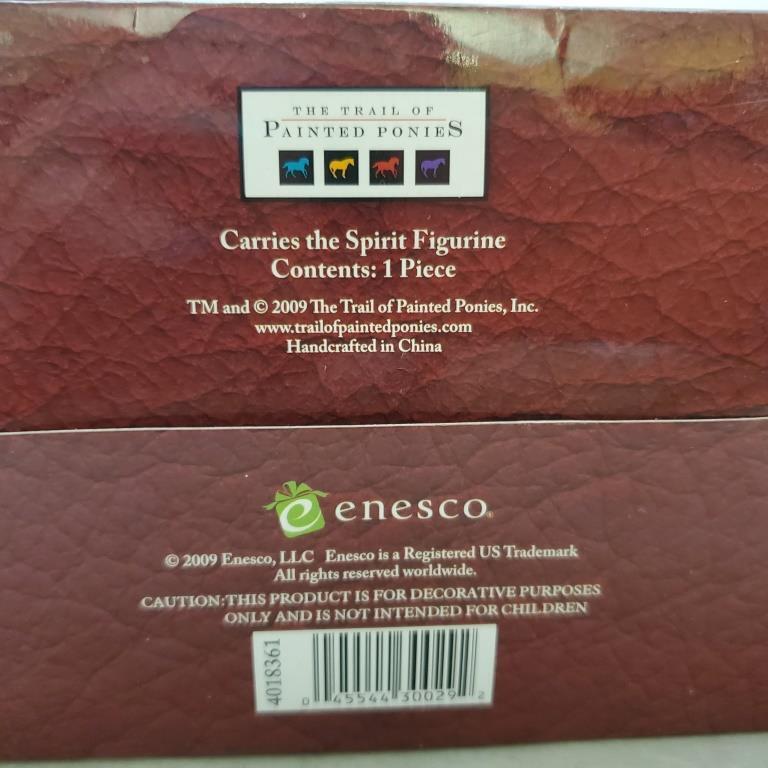 THE TRAIL OF
PAINTED PONIES
Carries the Spirit Figurine
Contents: 1 Piece
TM and © 2009 The Trail of Painted Ponies, Inc.
www.trailofpaintedponies.com
Handcrafted in China
e enesco®
© 2009 Enesco, LLC Enesco is a Registered US Trademark
All rights reserved worldwide.
CAUTION:THIS PRODUCT IS FOR DECORATIVE PURPOSES
ONLY AND IS NOT INTENDED FOR CHILDREN
4018361
0 45544 30029 2